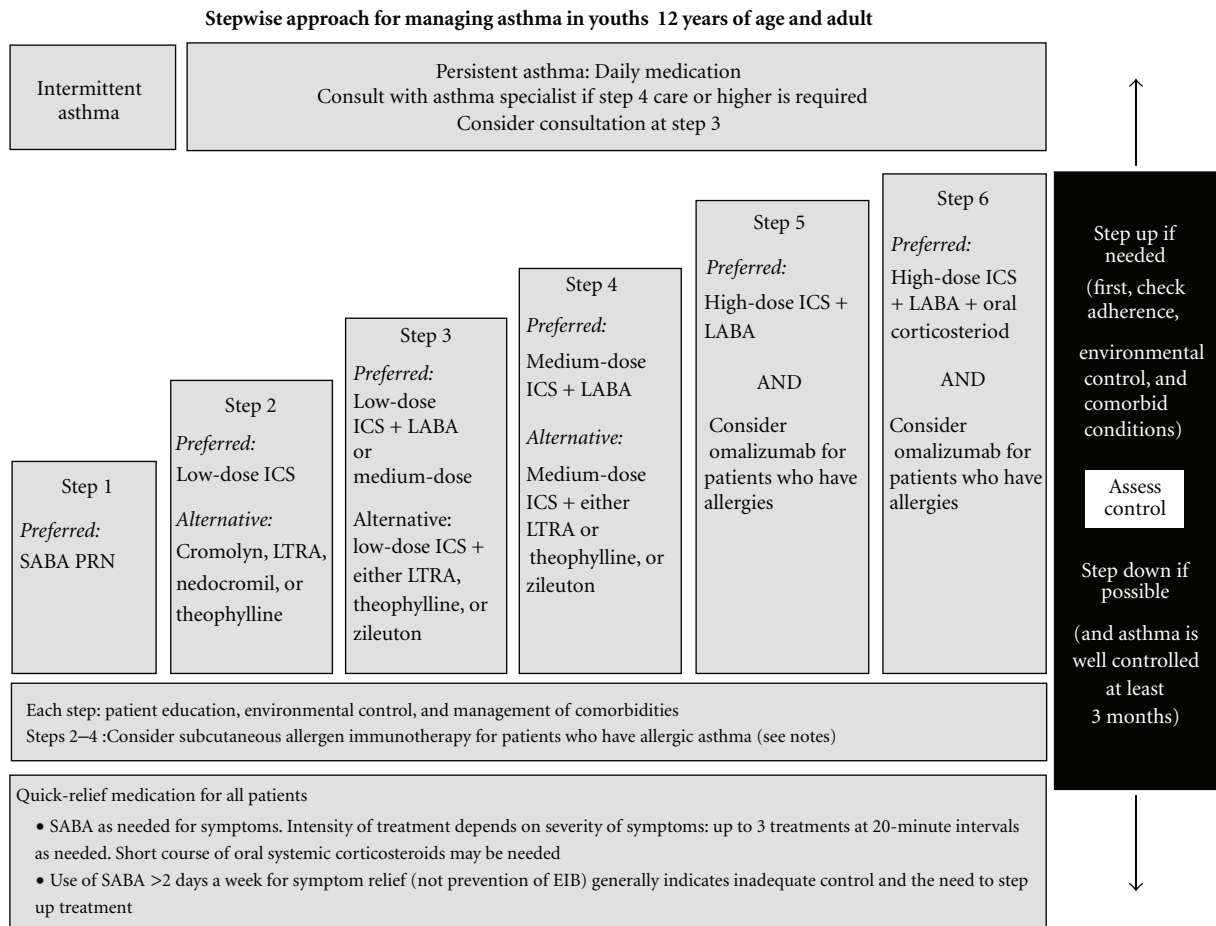 Stepwise approach for managing asthma in youths 12 years of age and adult
Intermittent
asthma
Persistent asthma: Daily medication
Consult with asthma specialist if step 4 care or higher is required
Consider consultation at step 3
Step 1
Preferred:
SABA PRN
Step 2
Preferred:
Low-dose ICS
Alternative:
Cromolyn, LTRA,
nedocromil, or
theophylline
Step 3
Preferred:
Low-dose
ICS + LABA
or
medium-dose
Alternative:
low-dose ICS +
either LTRA,
theophylline, or
zileuton
Step 4
Preferred:
Medium-dose
ICS + LABA
Alternative:
Medium-dose
ICS + either
LTRA or
theophylline, or
zileuton
Step 5
Preferred:
High-dose ICS +
LABA
AND
Consider
omalizumab for
patients who have
allergies
Step 6
Preferred:
High-dose ICS
+ LABA + oral
corticosteriod
AND
Consider
omalizumab for
patients who have
allergies
Step up if
needed
(first, check
adherence,
environmental
control, and
comorbid
conditions)
Assess
control
Step down if
possible
(and asthma is
well controlled
at least
3 months)
Each step: patient education, environmental control, and management of comorbidities
Steps 2–4 :Consider subcutaneous allergen immunotherapy for patients who have allergic asthma (see notes)
Quick-relief medication for all patients
• SABA as needed for symptoms. Intensity of treatment depends on severity of symptoms: up to 3 treatments at 20-minute intervals
as needed. Short course of oral systemic corticosteroids may be needed
• Use of SABA >2 days a week for symptom relief (not prevention of EIB) generally indicates inadequate control and the need to step
up treatment